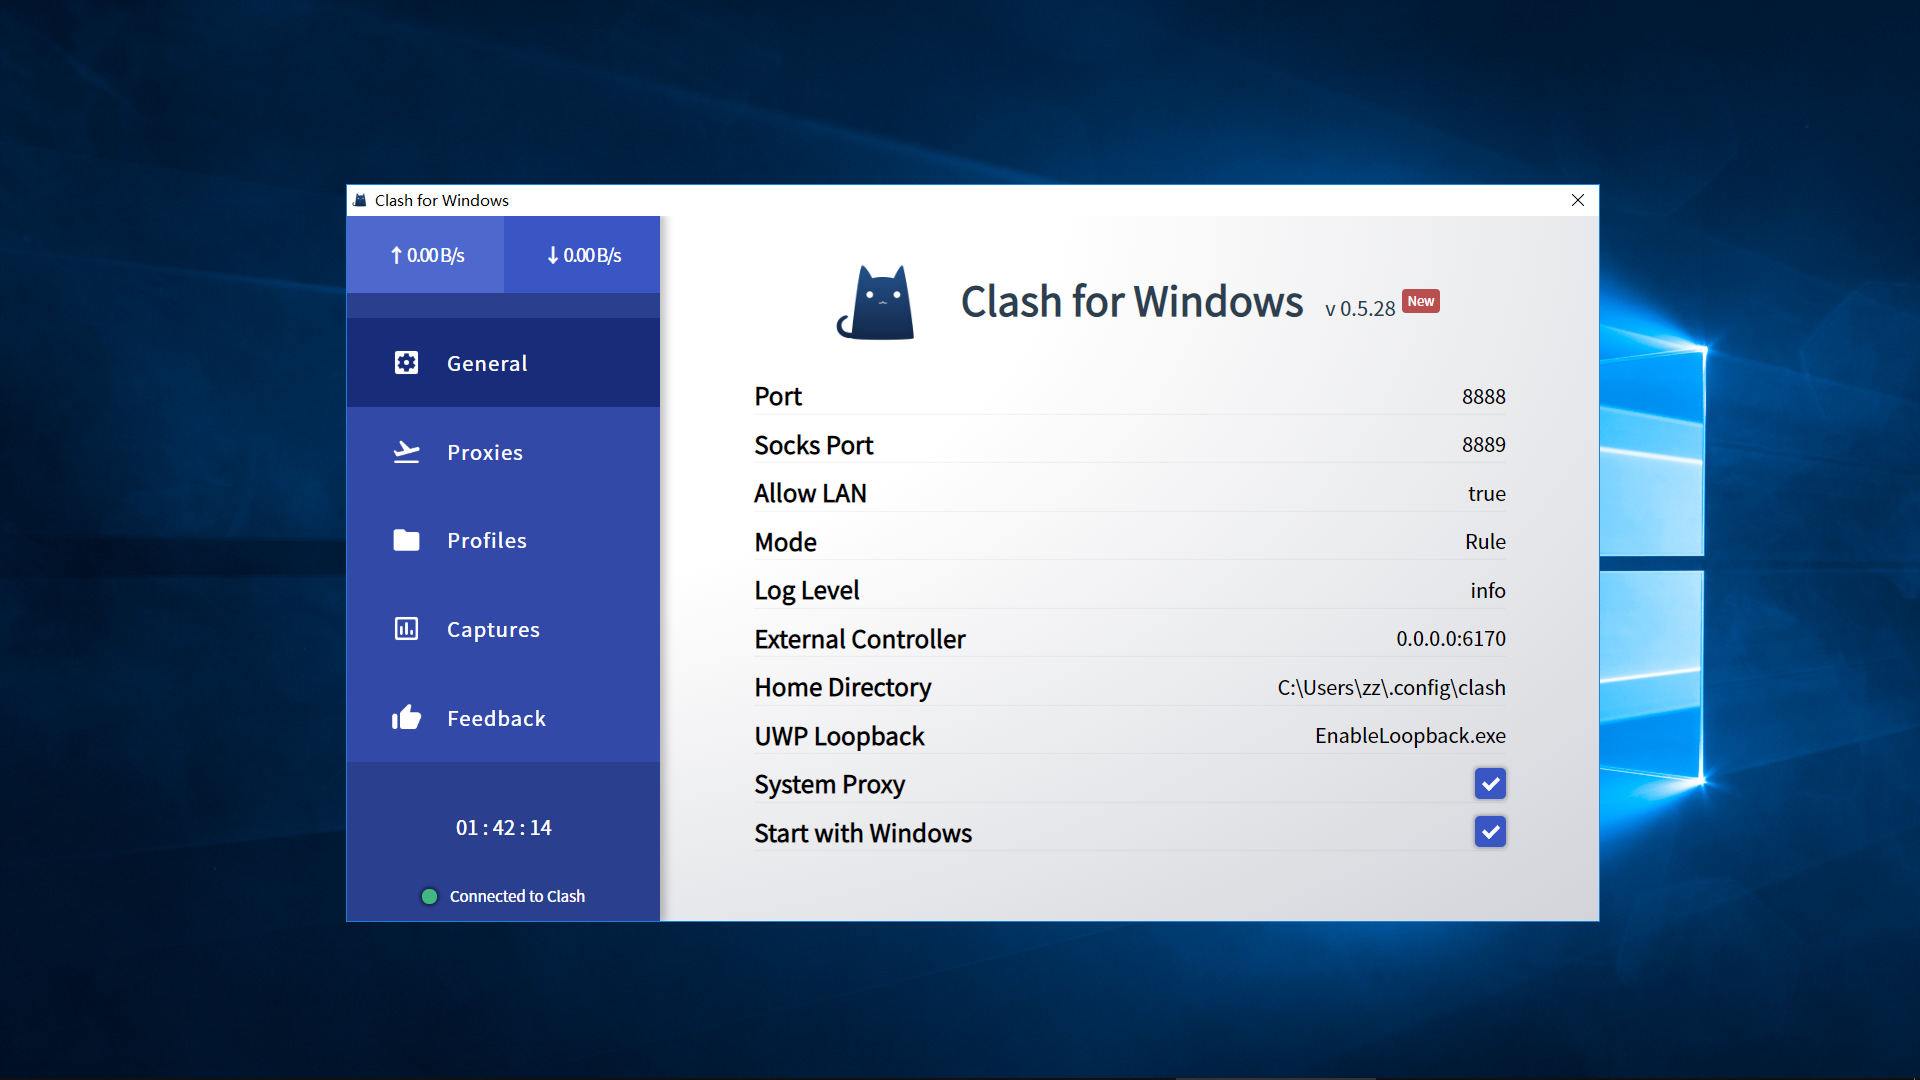 Clash for Windows
↑ 0.00 B/s ↓ 0.00 B/s
General
Proxies
Profiles
Captures
Feedback
01 : 42 : 14
Connected to Clash
Clash for Windows v 0.5.28 New
Port 8888
Socks Port 8889
Allow LAN true
Mode Rule
Log Level info
External Controller 0.0.0.0:6170
Home Directory C:\Users\zz\.config\clash
UWP Loopback EnableLoopback.exe
System Proxy
Start with Windows